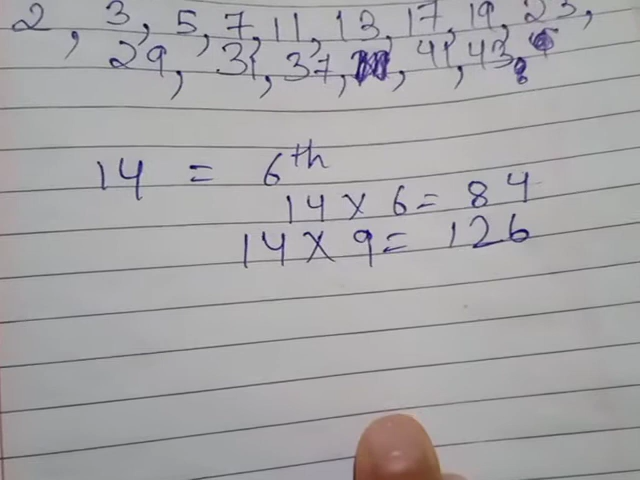 2, 3, 5, 7, 11, 13, 17, 19, 23,
29, 31, 37, 41, 43,
14 = 6th
14 x 6 = 84
14 x 9 = 126